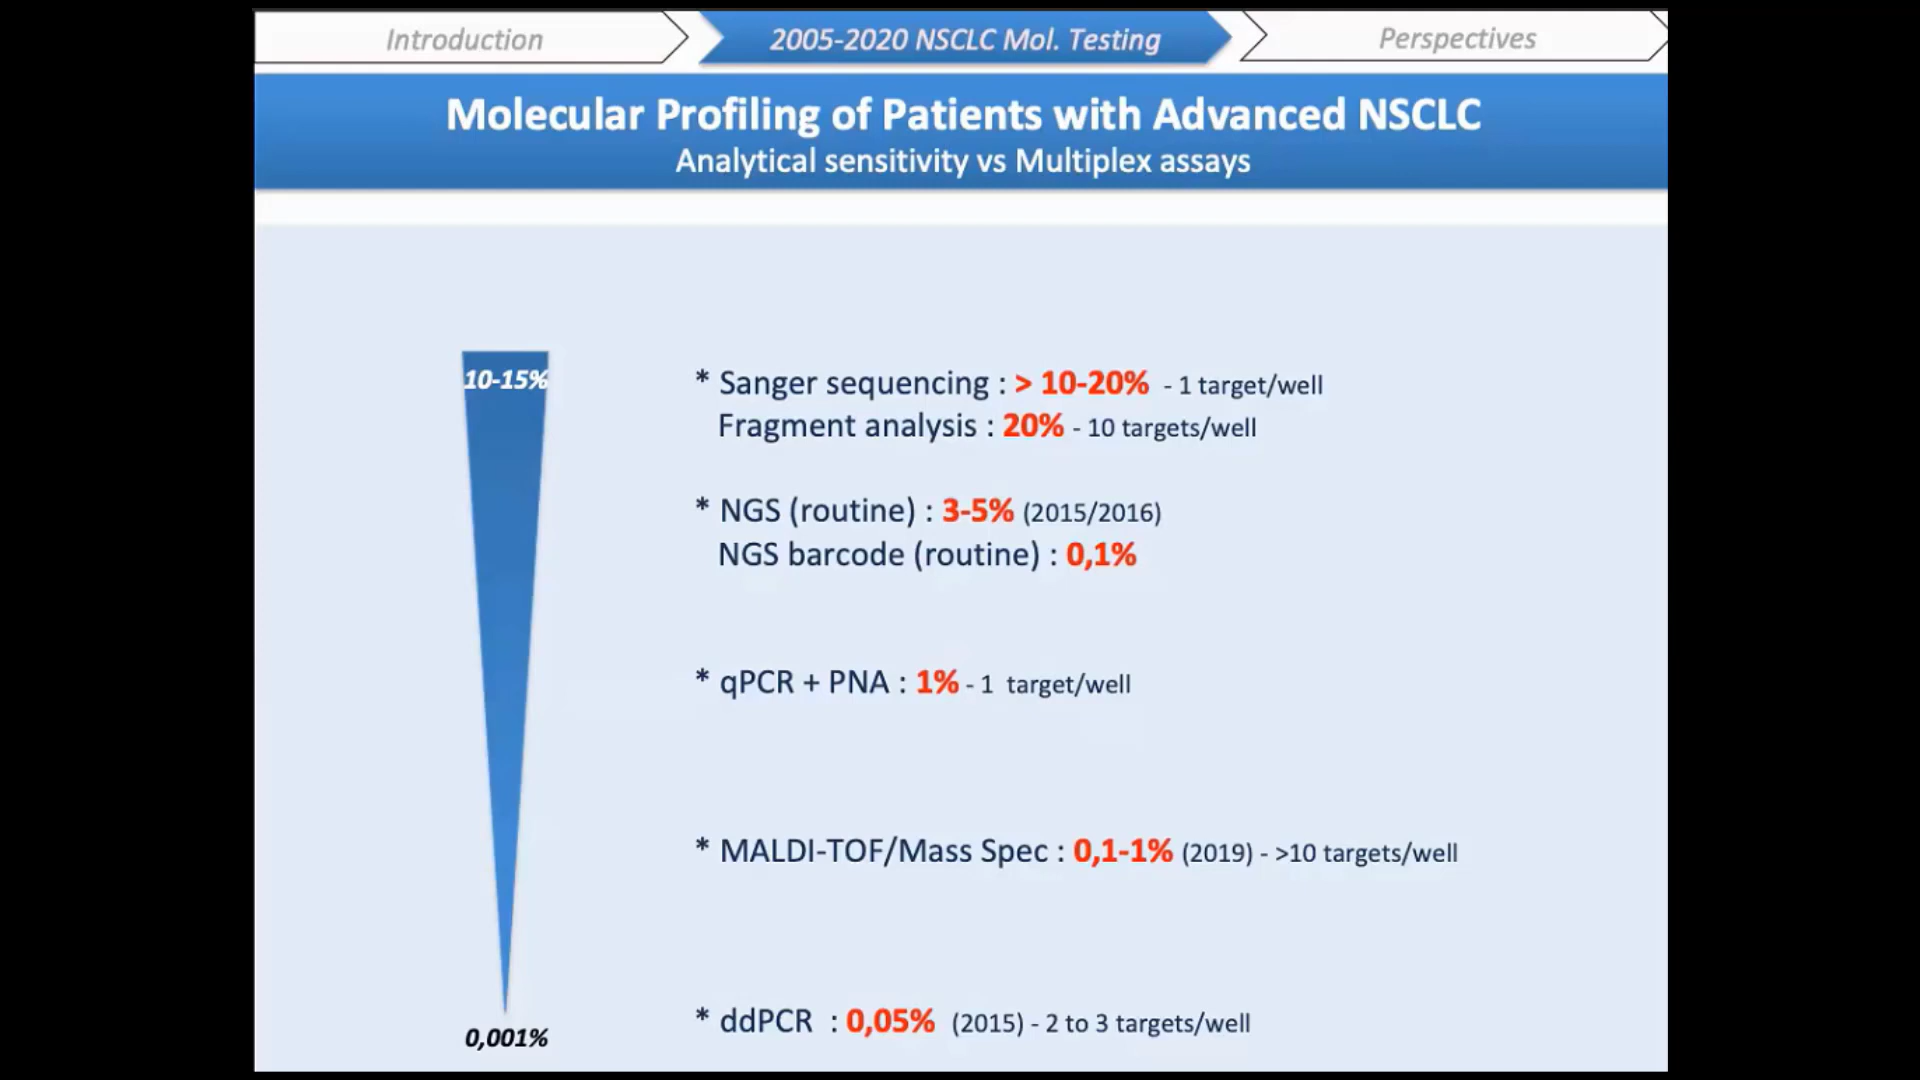 Introduction
2005-2020 NSCLC Mol. Testing
Perspectives
Molecular Profiling of Patients with Advanced NSCLC
Analytical sensitivity vs Multiplex assays
10-15%
* Sanger sequencing : > 10-20% - 1 target/well
Fragment analysis : 20% - 10 targets/well
* NGS (routine) : 3-5% (2015/2016)
NGS barcode (routine) : 0,1%
* qPCR + PNA : 1% - 1 target/well
* MALDI-TOF/Mass Spec : 0,1-1% (2019) - >10 targets/well
* ddPCR : 0,05% (2015) - 2 to 3 targets/well
0,001%